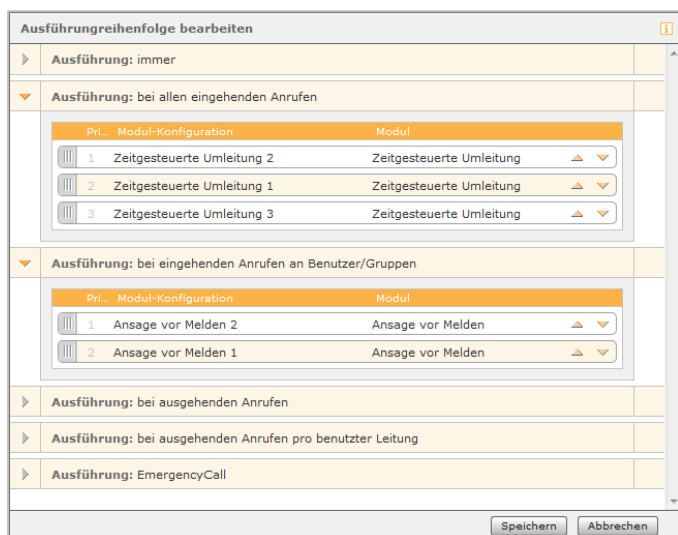 Ausführungreihenfolge bearbeiten
Ausführung: immer
Ausführung: bei allen eingehenden Anrufen
Pri... Modul-Konfiguration Modul
1 Zeitgesteuerte Umleitung 2 Zeitgesteuerte Umleitung
2 Zeitgesteuerte Umleitung 1 Zeitgesteuerte Umleitung
3 Zeitgesteuerte Umleitung 3 Zeitgesteuerte Umleitung
Ausführung: bei eingehenden Anrufen an Benutzer/Gruppen
Pri... Modul-Konfiguration Modul
1 Ansage vor Melden 2 Ansage vor Melden
2 Ansage vor Melden 1 Ansage vor Melden
Ausführung: bei ausgehenden Anrufen
Ausführung: bei ausgehenden Anrufen pro benutzter Leitung
Ausführung: EmergencyCall
Speichern Abbrechen